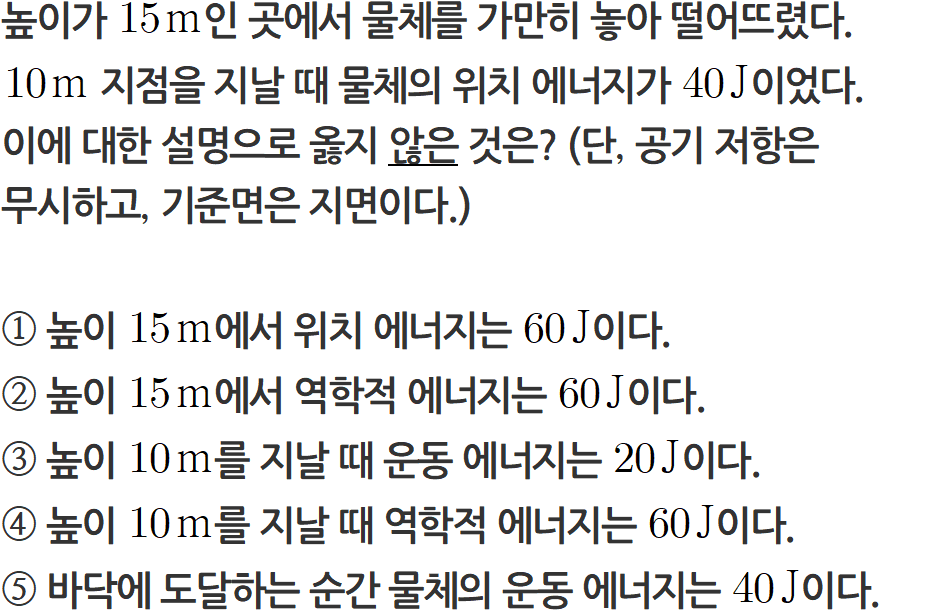 높이가 15 m인 곳에서 물체를 가만히 놓아 떨어뜨렸다.
10 m 지점을 지날 때 물체의 위치 에너지가 40 J이었다.
이에 대한 설명으로 옳지 않은 것은? (단, 공기 저항은
무시하고, 기준면은 지면이다.)
① 높이 15 m에서 위치 에너지는 60 J이다.
② 높이 15 m에서 역학적 에너지는 60 J이다.
③ 높이 10 m를 지날 때 운동 에너지는 20 J이다.
④ 높이 10 m를 지날 때 역학적 에너지는 60 J이다.
⑤ 바닥에 도달하는 순간 물체의 운동 에너지는 40 J이다.